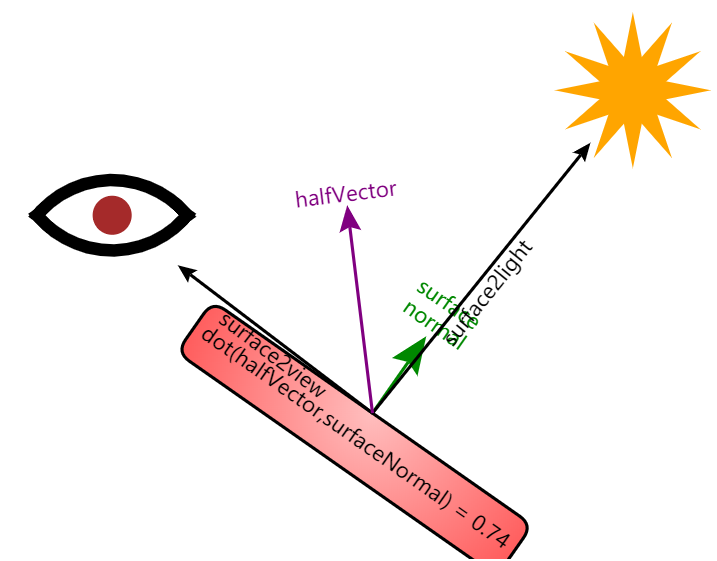 halfVector
surface
normal
surface2light
surface2view
dot(halfVector,surfaceNormal) = 0.74